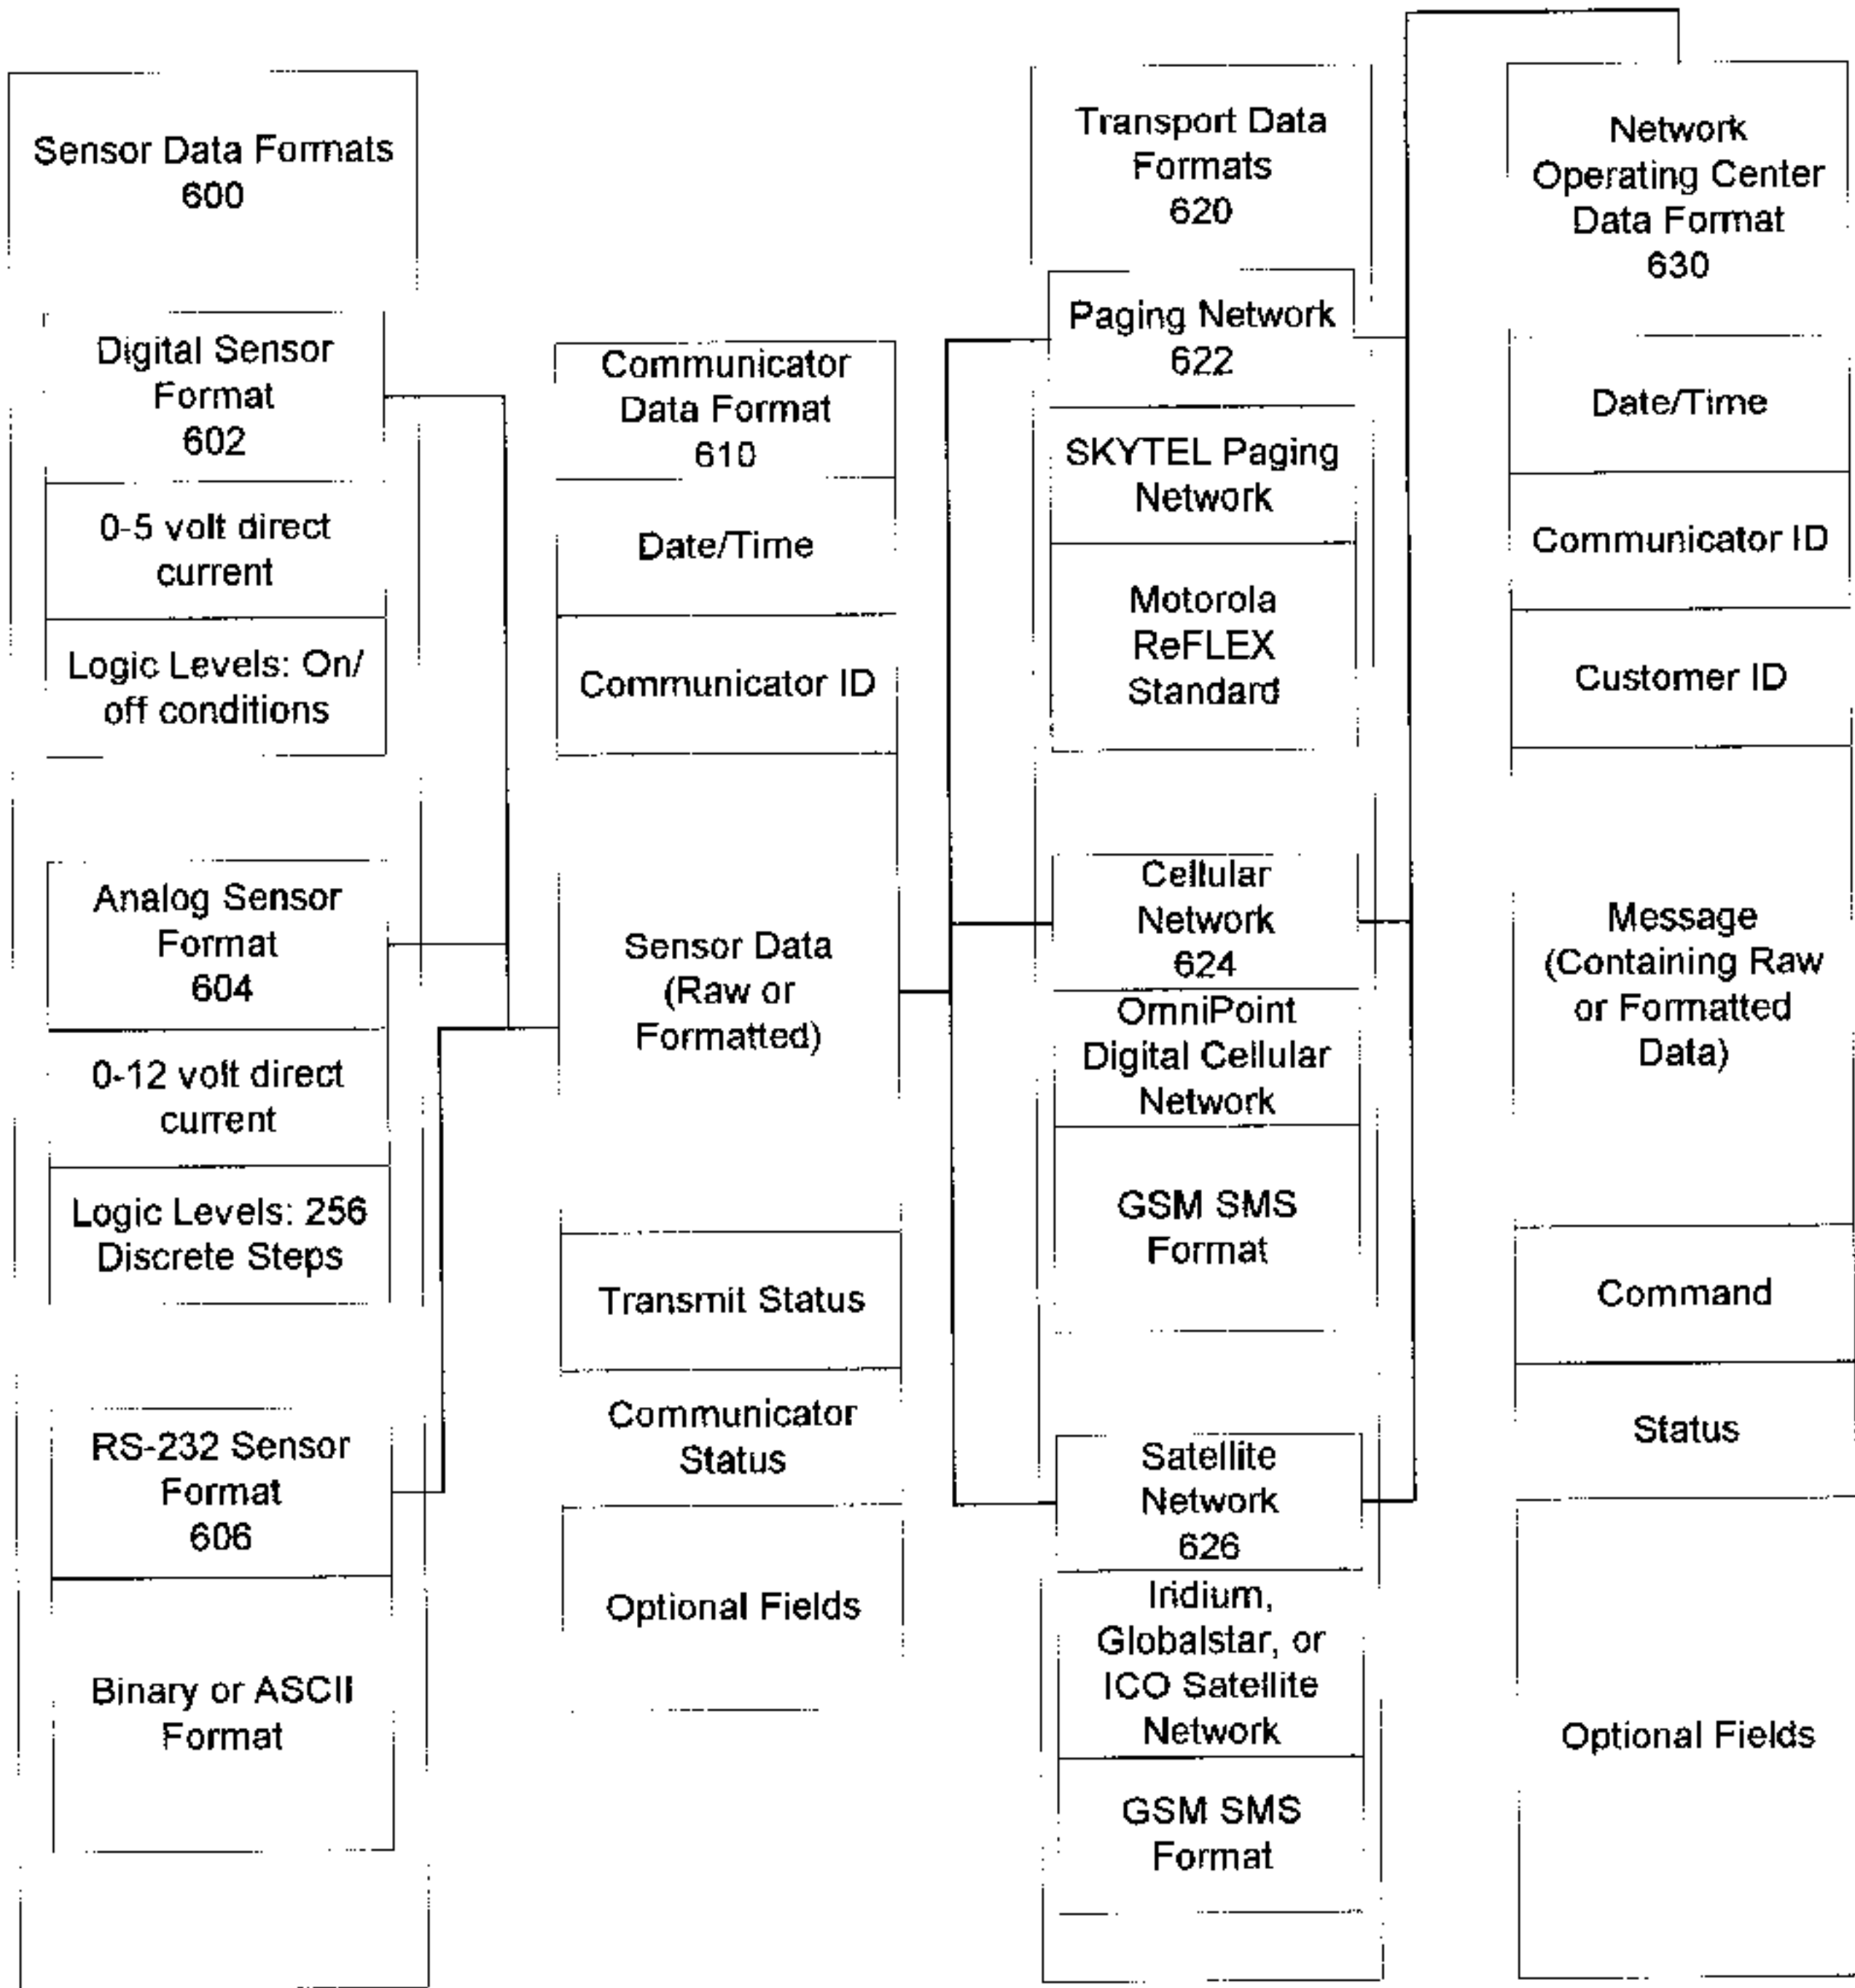 Sensor Data Formats
600
Digital Sensor
Format
602
0-5 volt direct
current
Logic Levels: On/
off conditions
Analog Sensor
Format
604
0-12 volt direct
current
Logic Levels: 256
Discrete Steps
RS-232 Sensor
Format
606
Binary or ASCII
Format
Communicator
Data Format
610
Date/Time
Communicator ID
Sensor Data
(Raw or
Formatted)
Transmit Status
Communicator
Status
Optional Fields
Transport Data
Formats
620
Paging Network
622
SKYTEL Paging
Network
Motorola
ReFLEX
Standard
Cellular
Network
624
OmniPoint
Digital Cellular
Network
GSM SMS
Format
Satellite
Network
626
Iridium,
Globalstar, or
ICO Satellite
Network
GSM SMS
Format
Network
Operating Center
Data Format
630
Date/Time
Communicator ID
Customer ID
Message
(Containing Raw
or Formatted
Data)
Command
Status
Optional Fields